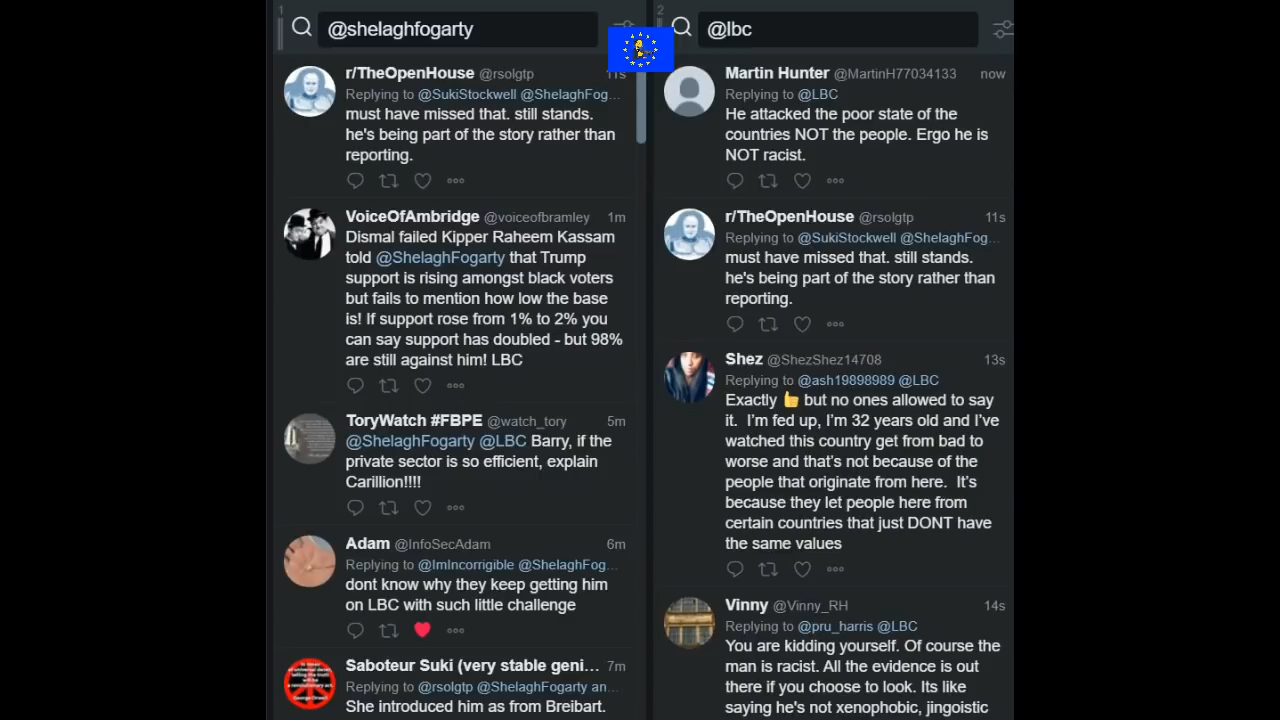 1
@shelaghfogarty
r/TheOpenHouse @rsolgtp 11s
Replying to @SukiStockwell @ShelaghFog...
must have missed that. still stands.
he's being part of the story rather than
reporting.
VoiceOfAmbridge @voiceofbramley 1m
Dismal failed Kipper Raheem Kassam
told @ShelaghFogarty that Trump
support is rising amongst black voters
but fails to mention how low the base
is! If support rose from 1% to 2% you
can say support has doubled - but 98%
are still against him! LBC
ToryWatch #FBPE @watch_tory 5m
@ShelaghFogarty @LBC Barry, if the
private sector is so efficient, explain
Carillion!!!!
Adam @InfoSecAdam 6m
Replying to @ImIncorrigible @ShelaghFog...
dont know why they keep getting him
on LBC with such little challenge
Saboteur Suki (very stable geni... 7m
Replying to @rsolgtp @ShelaghFogarty an...
She introduced him as from Breibart.
2
@lbc
Martin Hunter @MartinH77034133 now
Replying to @LBC
He attacked the poor state of the
countries NOT the people. Ergo he is
NOT racist.
r/TheOpenHouse @rsolgtp 11s
Replying to @SukiStockwell @ShelaghFog...
must have missed that. still stands.
he's being part of the story rather than
reporting.
Shez @ShezShez14708 13s
Replying to @ash19898989 @LBC
Exactly 👍 but no ones allowed to say
it. I'm fed up, I'm 32 years old and I've
watched this country get from bad to
worse and that's not because of the
people that originate from here. It's
because they let people here from
certain countries that just DONT have
the same values
Vinny @Vinny_RH 14s
Replying to @pru_harris @LBC
You are kidding yourself. Of course the
man is racist. All the evidence is out
there if you choose to look. Its like
saying he's not xenophobic, jingoistic